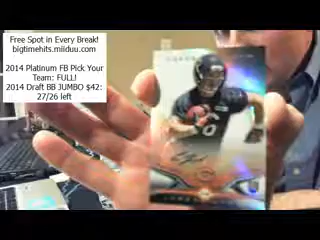 Free Spot in Every Break!
bigtimehits.miiduu.com
2014 Platinum FB Pick Your
Team: FULL!
2014 Draft BB JUMBO $42:
27/26 left